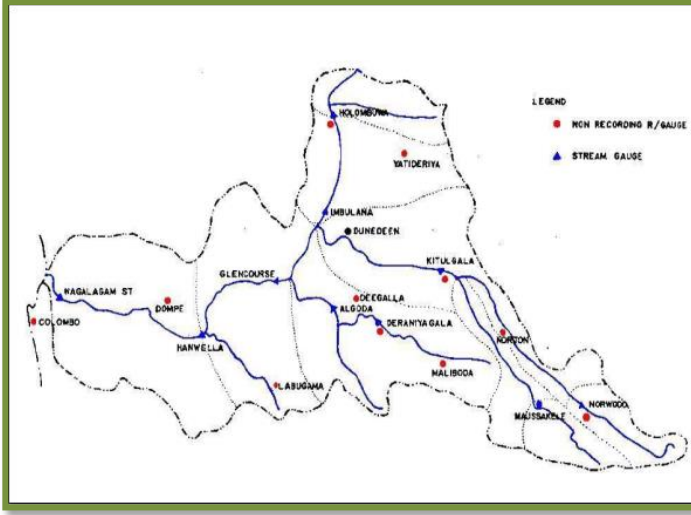 HOLOMBUWA
LEGEND
NON RECORDING R/GAUGE
YATIDERIYA
STREAM GAUGE
IMBULANA
DUNEDEEN
KITULGALA
GLENCOURSE
NAGALAGAM ST
DEEGALLA
DOMPE
ALGODA
COLOMBO
DERANIYAGALA
NORTON
HANWELLA
MALIBODA
LABUGAMA
NORWOOD
MAUSSAKELE